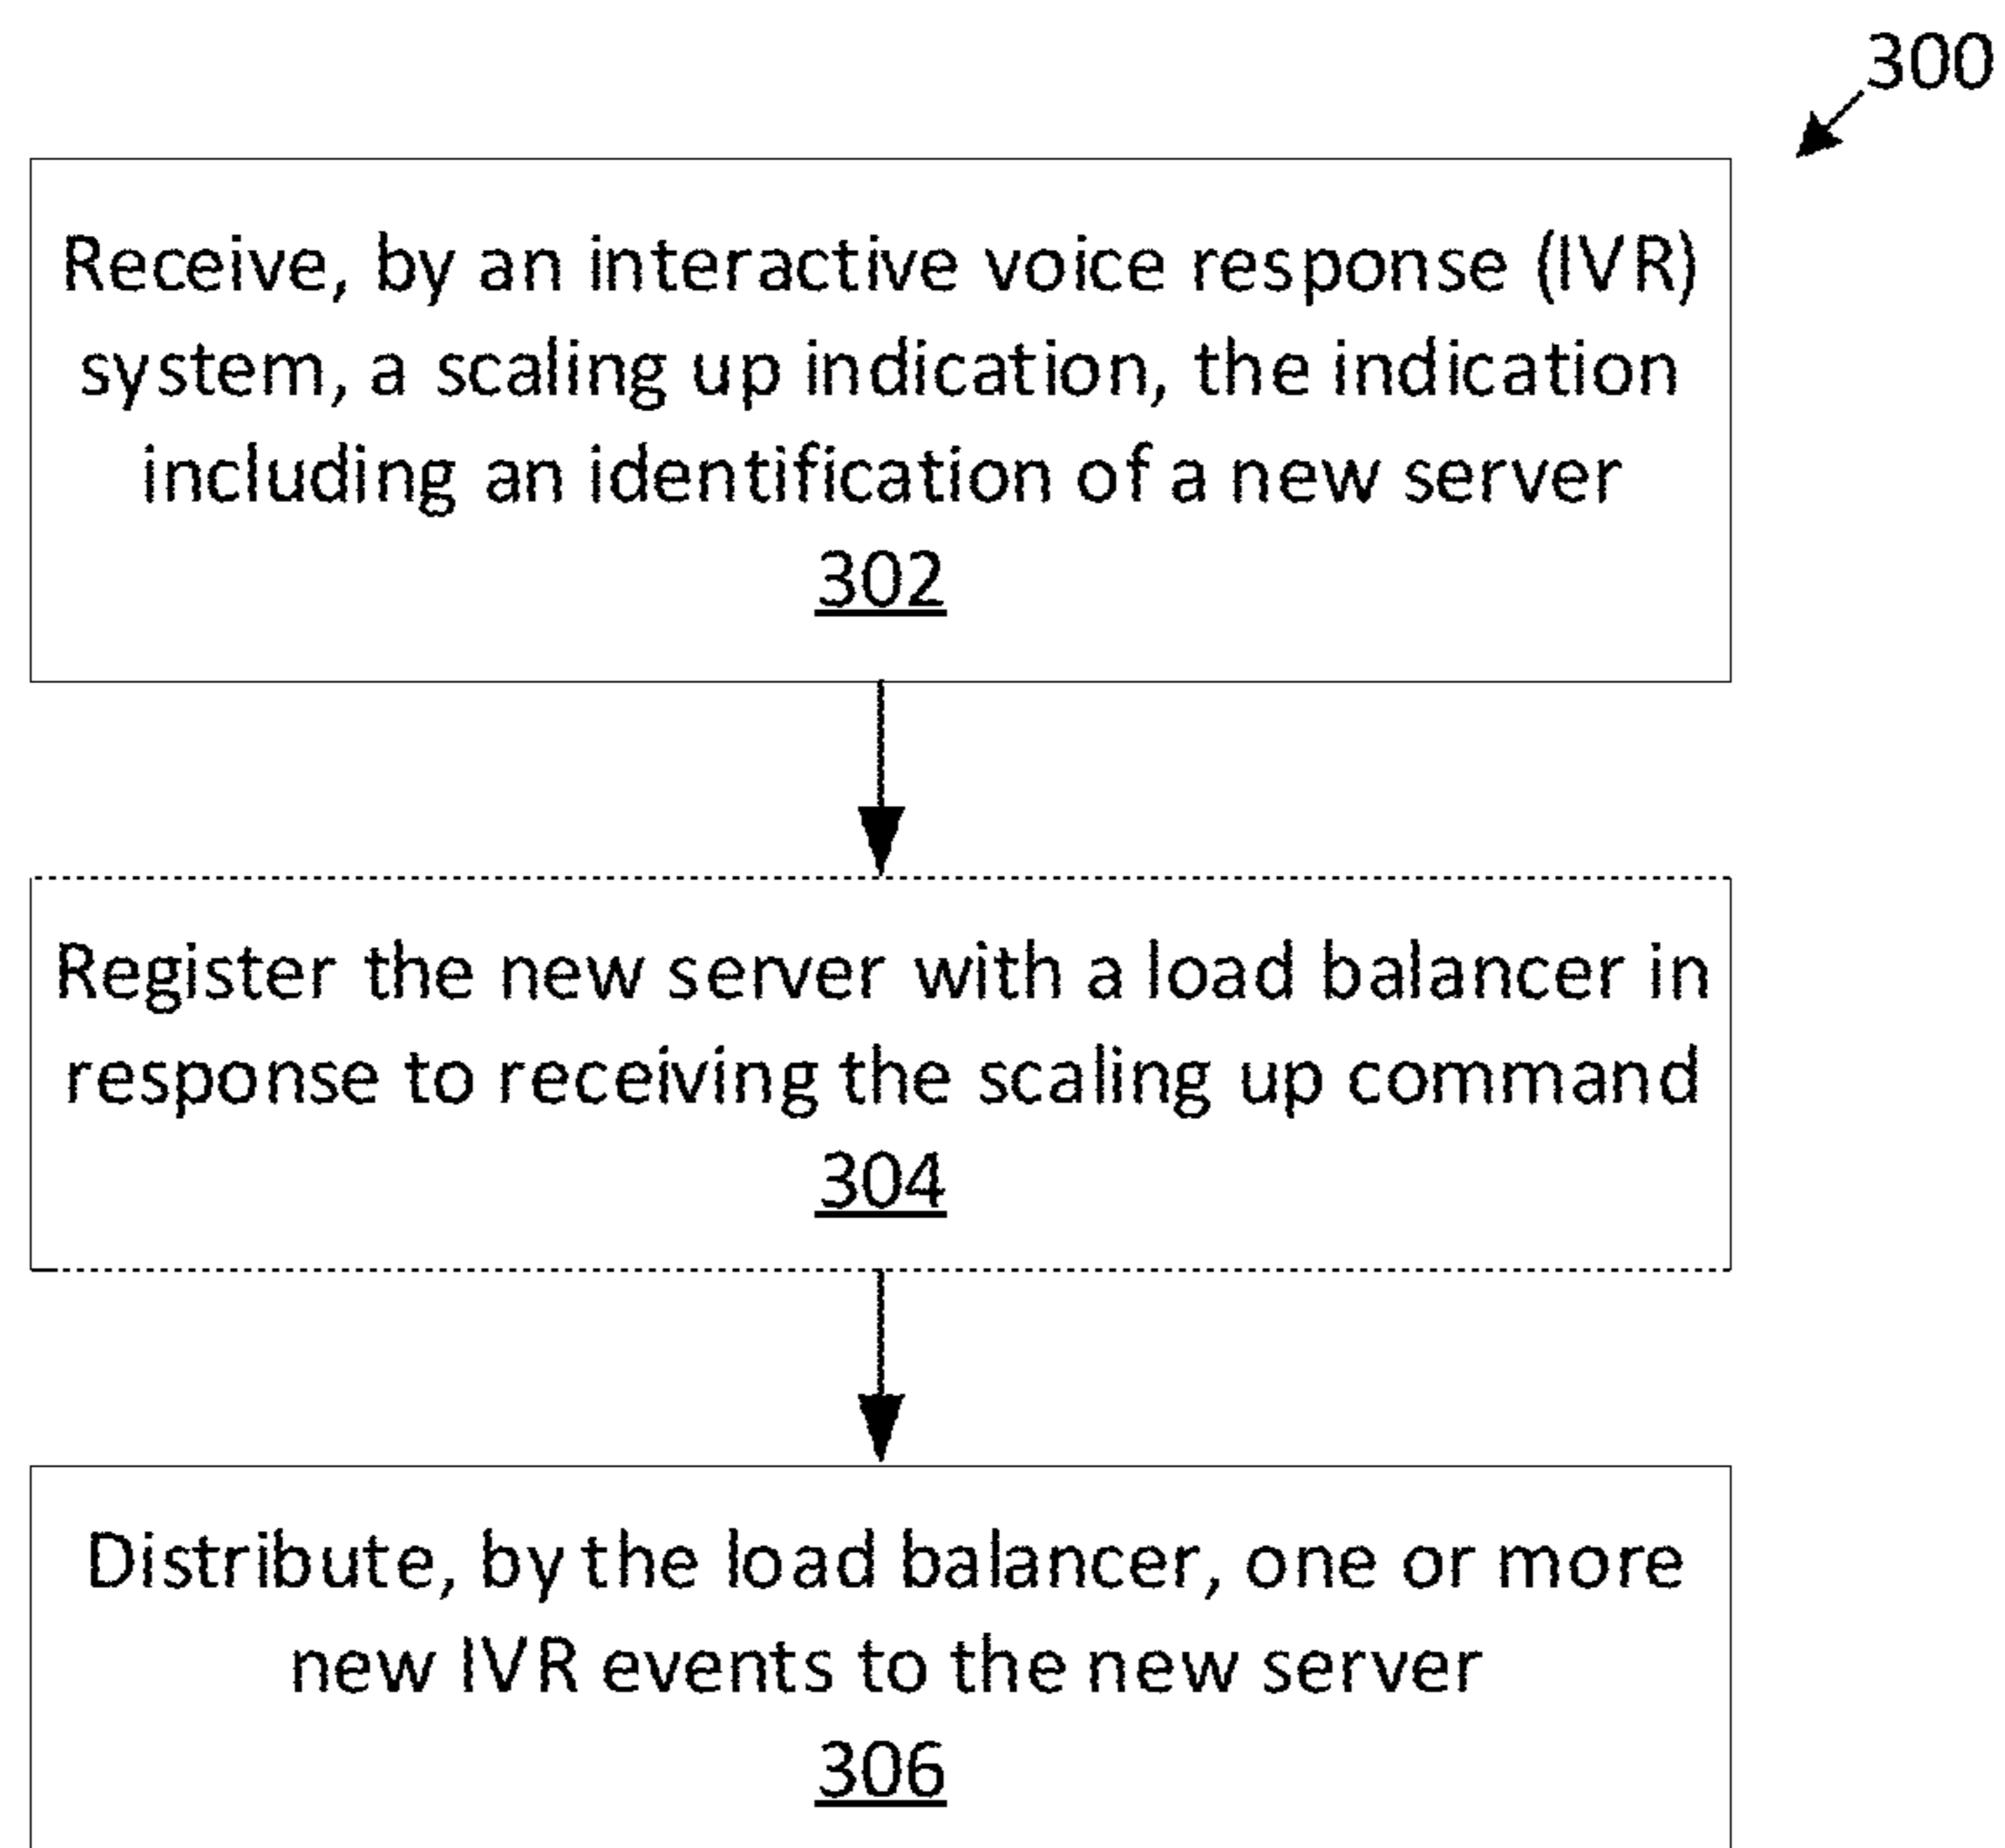 300
Receive, by an interactive voice response (IVR)
system, a scaling up indication, the indication
including an identification of a new server
302
Register the new server with a load balancer in
response to receiving the scaling up command
304
Distribute, by the load balancer, one or more
new IVR events to the new server
306